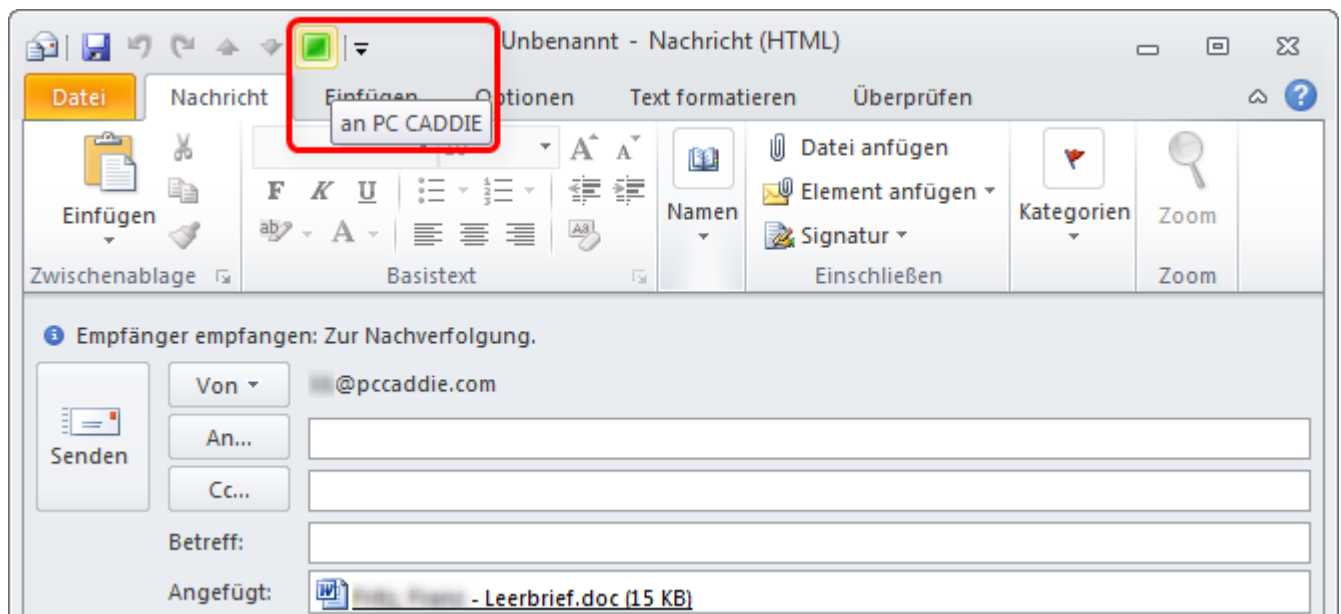 Unbenannt - Nachricht (HTML)
Datei Nachricht Einfügen Optionen Text formatieren Überprüfen
an PC CADDIE
Einfügen
F K U
Namen
Datei anfügen
Element anfügen
Signatur
Kategorien
Zoom
Zwischenablage Basistext Einschließen Zoom
Empfänger empfangen: Zur Nachverfolgung.
Senden
Von @pccaddie.com
An...
Cc...
Betreff:
Angefügt: - Leerbrief.doc (15 KB)